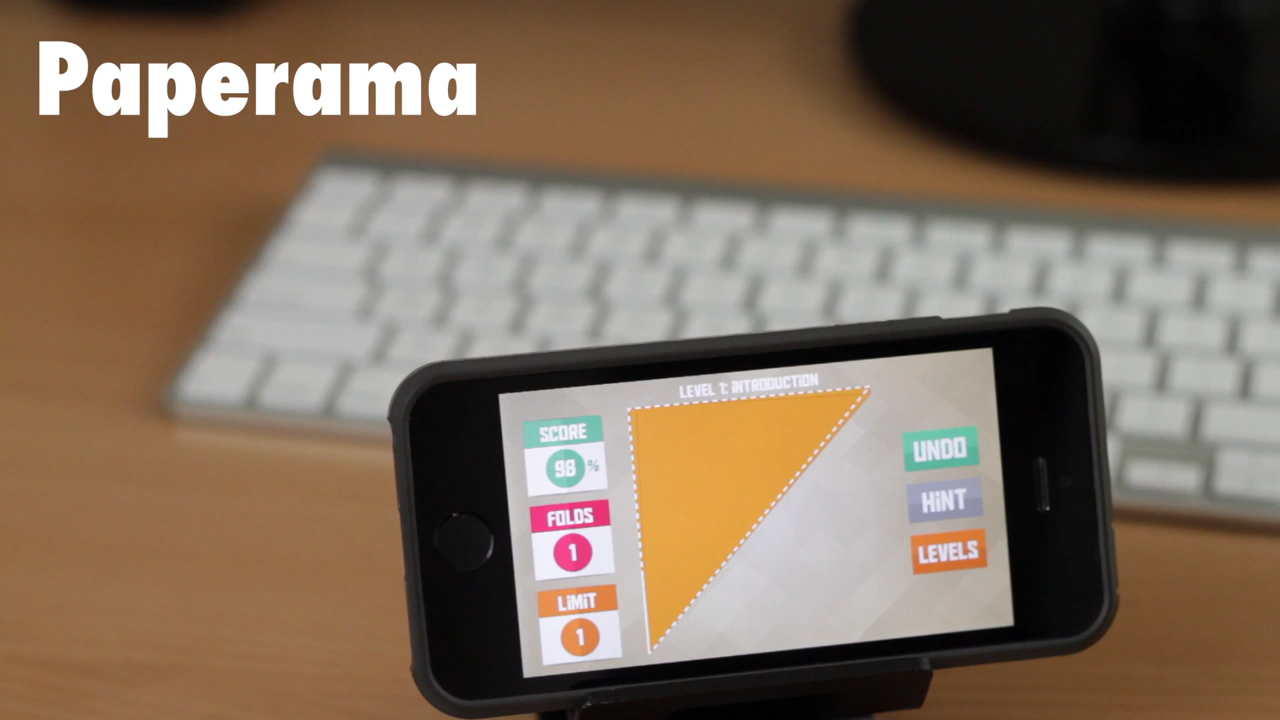 Paperama
LEVEL 1: INTRODUCTION
SCORE
98 %
FOLDS
1
LIMIT
1
UNDO
HINT
LEVELS